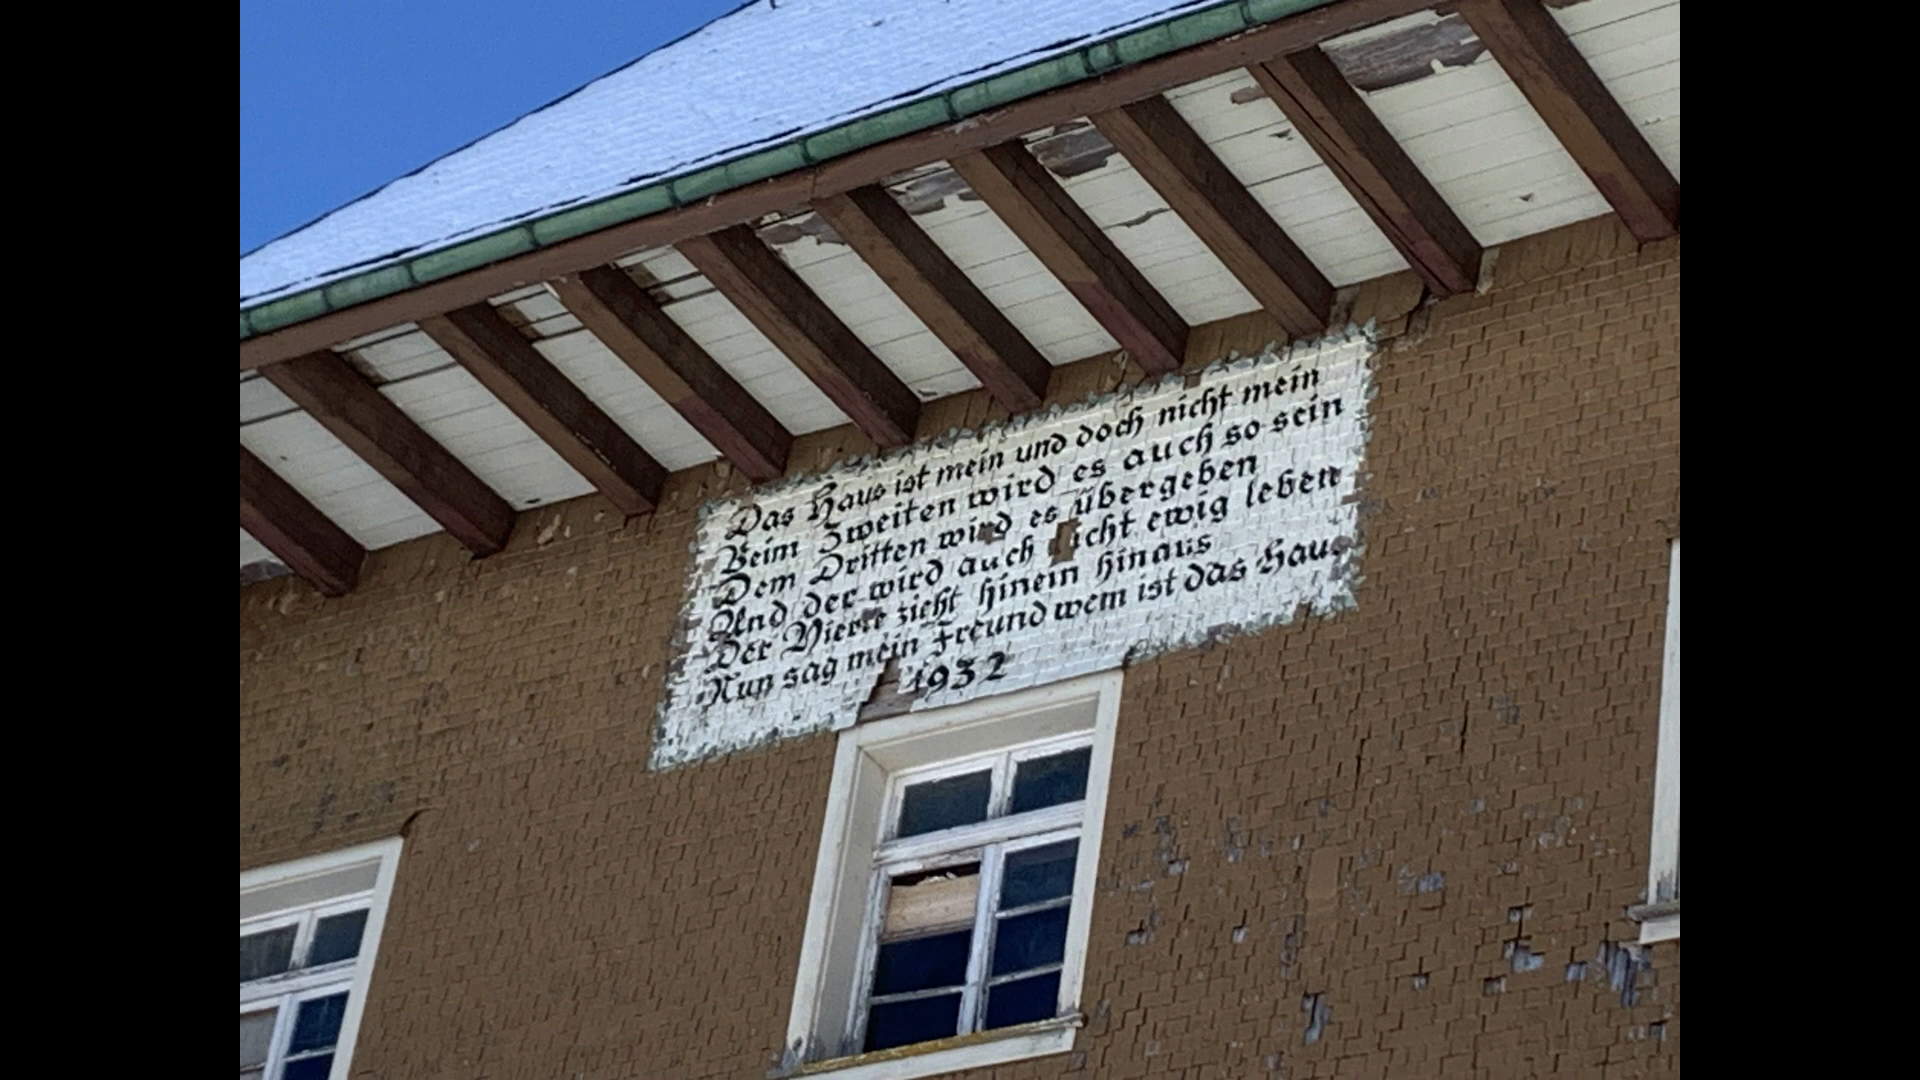 Das Haus ist mein und doch nicht mein
Beim Zweiten wird es auch so sein
Dem Dritten wird es übergeben
Und der wird auch icht ewig leben
Der Vierte zieht hinein hinaus
Nun sag mein Freund wem ist das Haus
1932